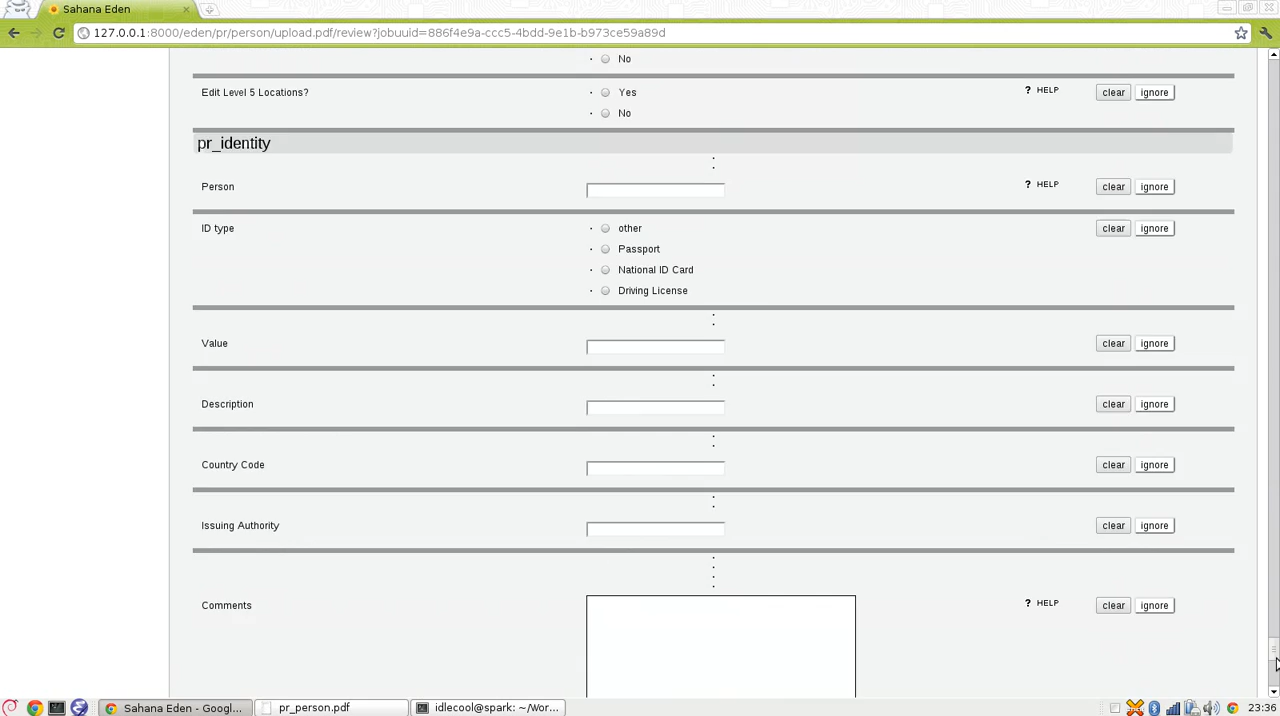 Sahana Eden
127.0.0.1:8000/eden/pr/person/upload.pdf/review?jobuuid=886f4e9a-ccc5-4bdd-9e1b-b973ce59a89d
No
Edit Level 5 Locations? Yes ? HELP clear ignore
No
pr_identity
Person ? HELP clear ignore
ID type other clear ignore
Passport
National ID Card
Driving License
Value clear ignore
Description clear ignore
Country Code clear ignore
Issuing Authority clear ignore
Comments ? HELP clear ignore
Sahana Eden - Googl... pr_person.pdf idlecool@spark: ~/Wor... 23:36